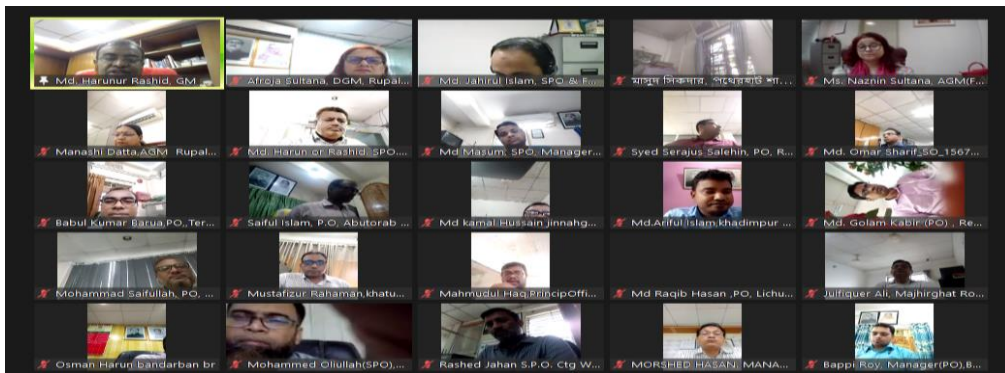 Md. Harunur Rashid, GM
Afroja Sultana, DGM, Rupal...
Md. Jahirul Islam, SPO & F...
মাসুদ সিকদার, পথেরহাট শা...
Ms. Naznin Sultana, AGM(F...
Manashi Datta,AGM Rupal...
Md. Harun or Rashid, SPO....
Md Masum, SPO, Manager...
Syed Serajus Salehin, PO, R...
Md. Omar Sharif_SO_1567...
Babul Kumar Barua,PO,,Ter...
Saiful Islam, P.O, Abutorab ...
Md kamal Hussain Jinnahg...
Md.Ariful Islam,khadimpur ...
Md. Golam Kabir (PO) , Re...
Mohammad Saifullah, PO, ...
Mustafizur Rahaman,khatu...
Mahmudul Haq PrincipOffi...
Md Raqib Hasan ,PO, Lichu...
Julfiquer Ali, Majhirghat Ro...
Osman Harun bandarban br
Mohammed Oliullah(SPO),...
Rashed Jahan S.P.O. Ctg W...
MORSHED HASAN, MANA...
Bappi Roy, Manager(PO),B...